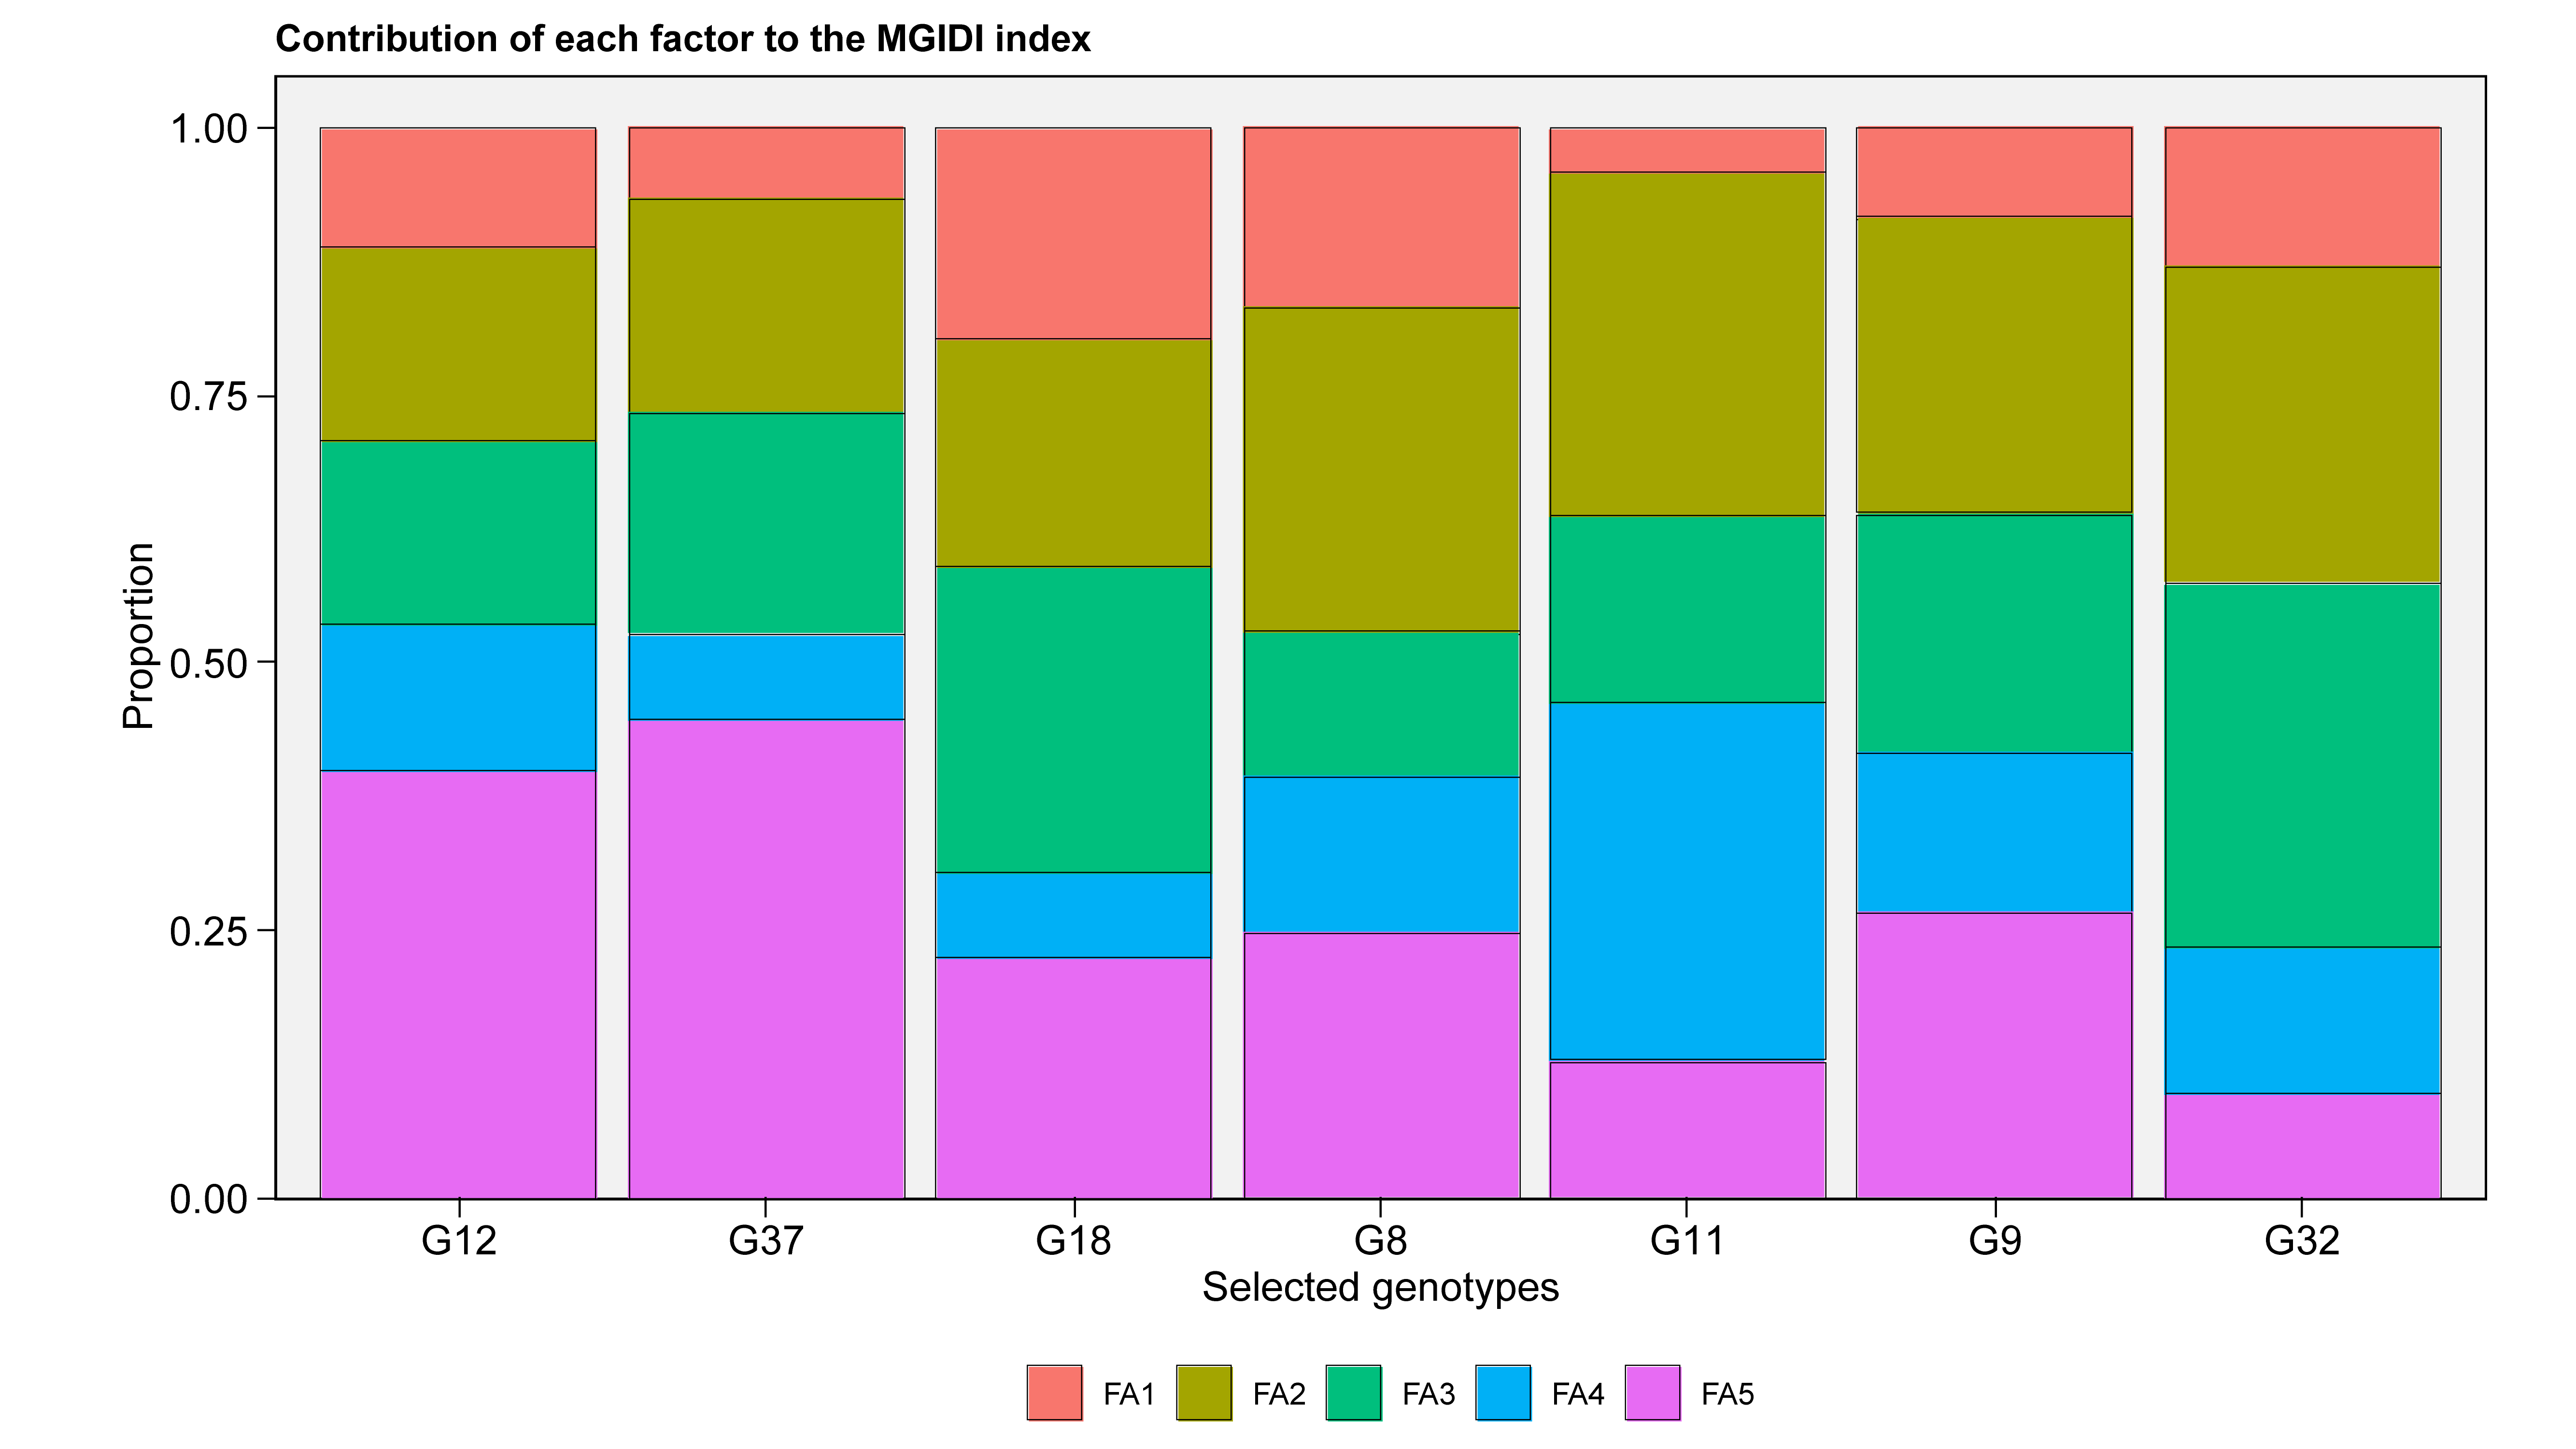 Contribution of each factor to the MGIDI index
1.00
0.75
0.50
0.25
0.00
Proportion
G12 G37 G18 G8 G11 G9 G32
Selected genotypes
FA1 FA2 FA3 FA4 FA5